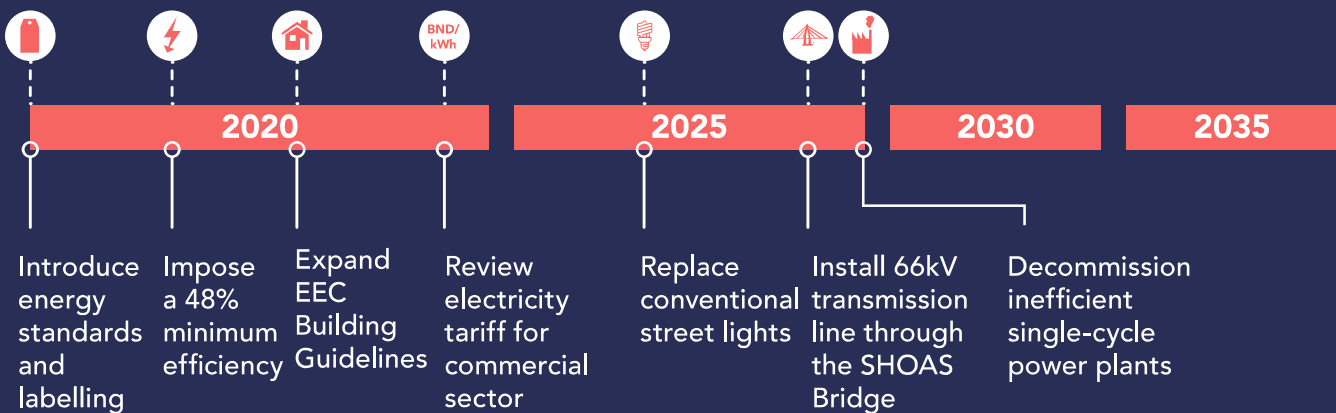 BND/
kWh
2020
2025
2030
2035
Introduce
energy
standards
and
labelling
Impose
a 48%
minimum
efficiency
Expand
EEC
Building
Guidelines
Review
electricity
tariff for
commercial
sector
Replace
conventional
street lights
Install 66kV
transmission
line through
the SHOAS
Bridge
Decommission
inefficient
single-cycle
power plants